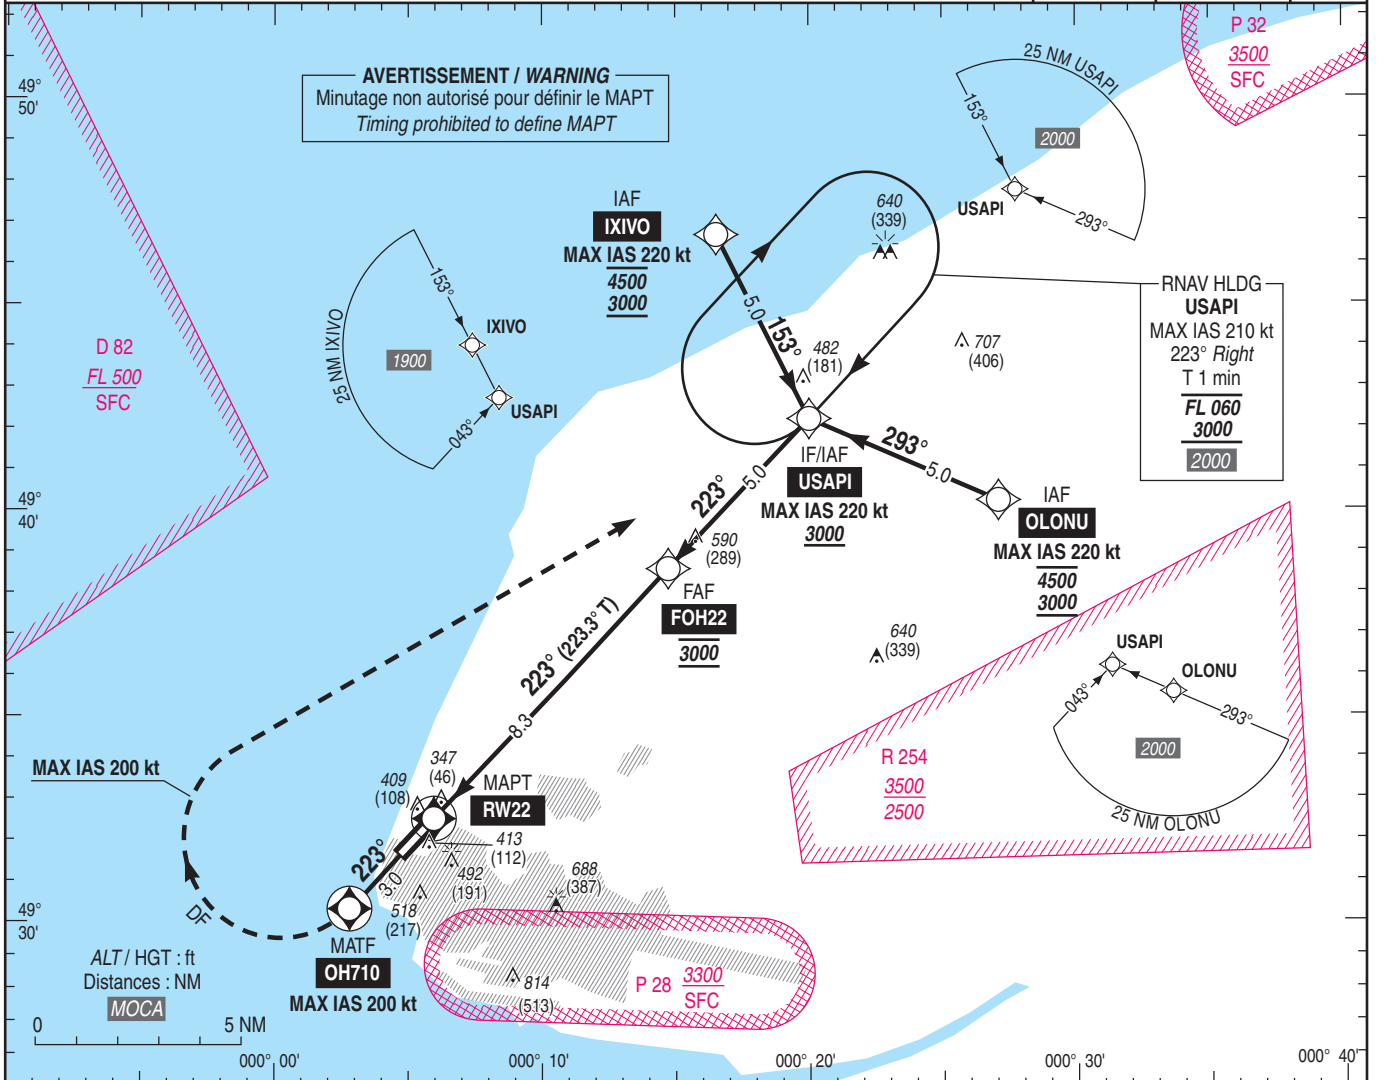 P 32
3500
SFC
49°
50'
AVERTISSEMENT / WARNING
Minutage non autorisé pour définir le MAPT
Timing prohibited to define MAPT
25 NM USAPI
153°
2000
USAPI
293°
IAF
IXIVO
MAX IAS 220 kt
4500
3000
640
(339)
RNAV HLDG
USAPI
MAX IAS 210 kt
223° Right
T 1 min
FL 060
3000
2000
25 NM IXIVO
153°
IXIVO
1900
USAPI
043°
D 82
FL 500
SFC
5.0
153°
482
(181)
707
(406)
293°
5.0
IF/IAF
USAPI
MAX IAS 220 kt
3000
IAF
OLONU
MAX IAS 220 kt
4500
3000
49°
40'
223°
5.0
590
(289)
FAF
FOH22
3000
223° (223.3° T)
8.3
640
(339)
USAPI
OLONU
043°
293°
2000
25 NM OLONU
R 254
3500
2500
MAX IAS 200 kt
347
(46)
409
(108)
MAPT
RW22
413
(112)
492
(191)
688
(387)
518
(217)
223°
3.0
DF
49°
30'
MATF
OH710
MAX IAS 200 kt
814
(513)
P 28
3300
SFC
ALT / HGT : ft
Distances : NM
MOCA
0
5 NM
000° 00'
000° 10'
000° 20'
000° 30'
000° 40'